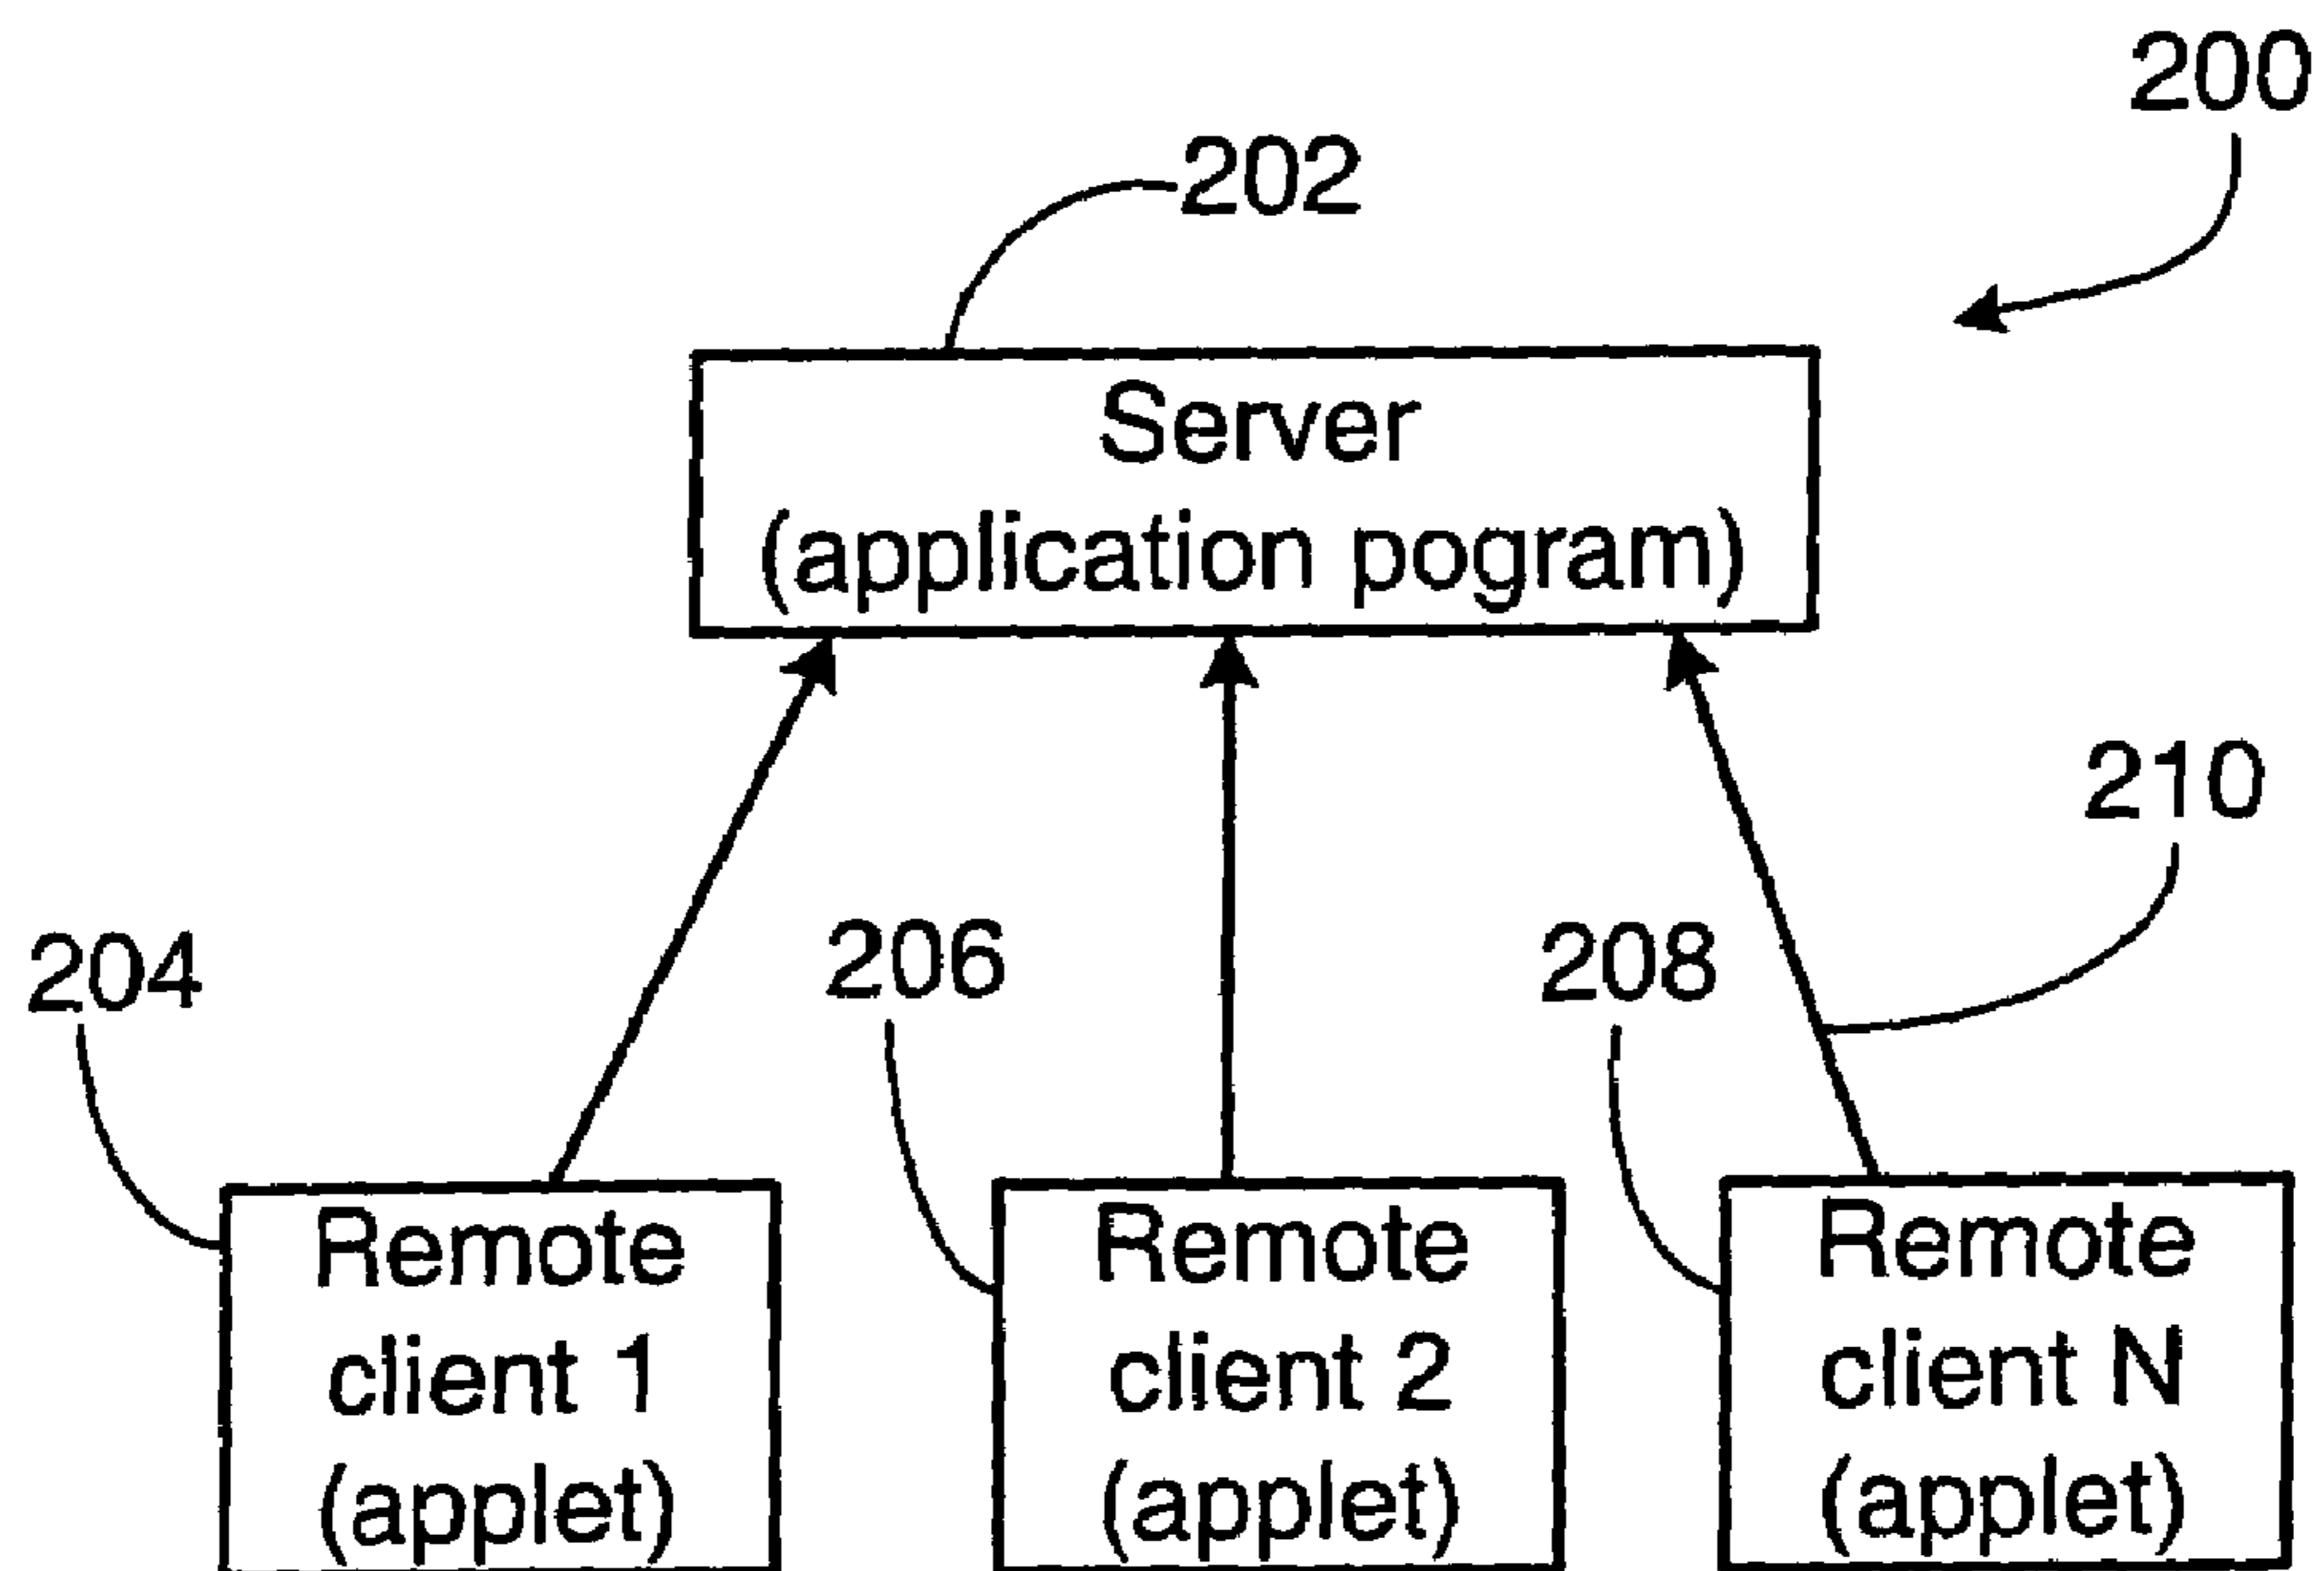 200
202
Server
(application pogram)
210
204
206
208
Remote
client 1
(applet)
Remote
client 2
(applet)
Remote
client N
(applet)